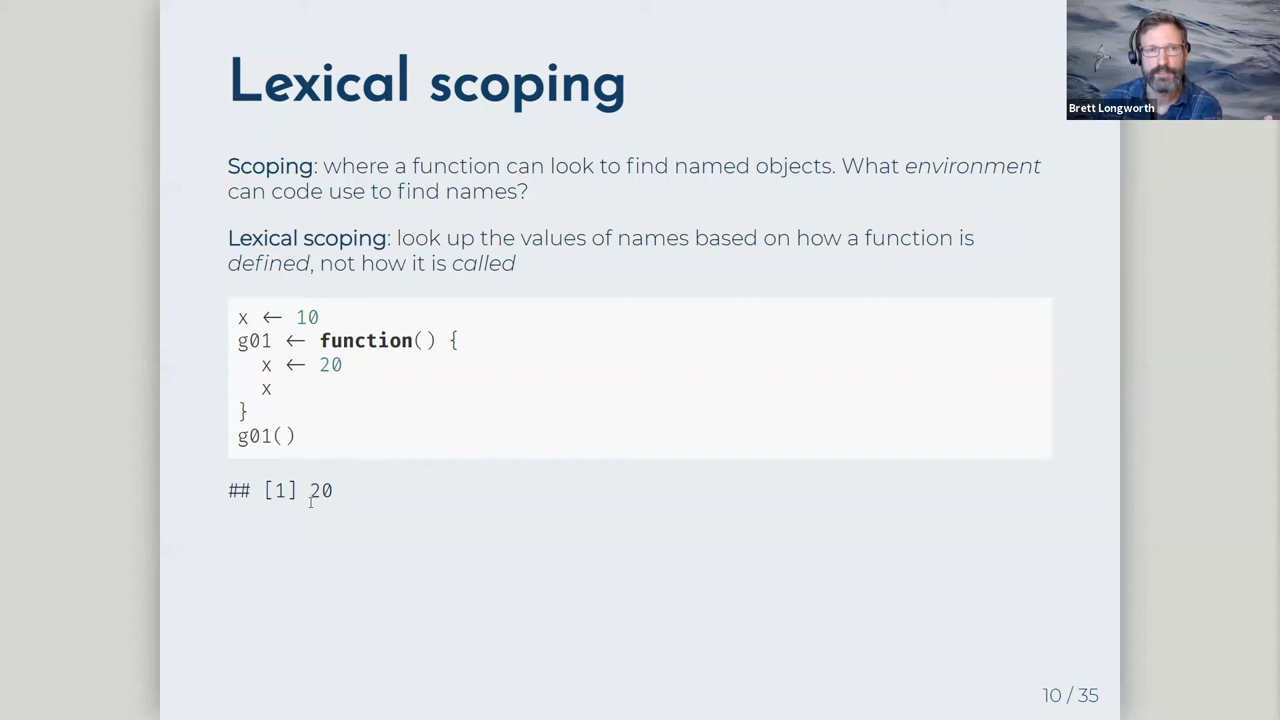 Lexical scoping
Brett Longworth
Scoping: where a function can look to find named objects. What environment
can code use to find names?
Lexical scoping: look up the values of names based on how a function is
defined, not how it is called
x ← 10
g01 ← function() {
  x ← 20
  x
}
g01()
## [1] 20
10 / 35